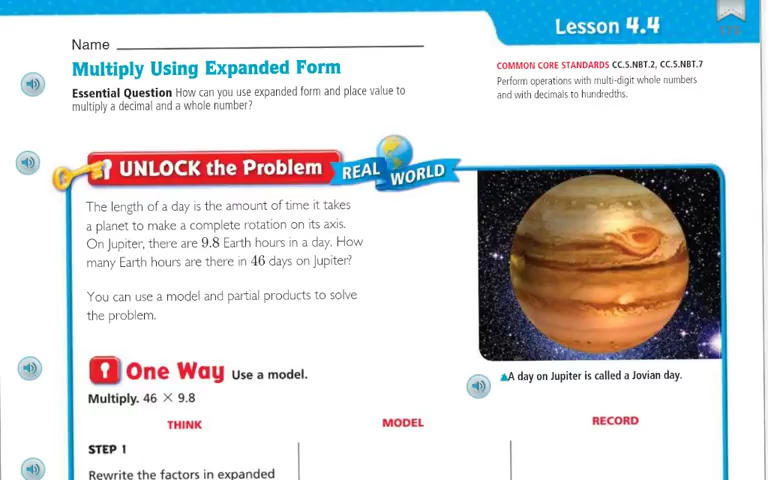 Lesson 4.4
Name
Multiply Using Expanded Form
Essential Question How can you use expanded form and place value to
multiply a decimal and a whole number?
COMMON CORE STANDARDS CC.5.NBT.2, CC.5.NBT.7
Perform operations with multi-digit whole numbers
and with decimals to hundredths.
UNLOCK the Problem REAL WORLD
The length of a day is the amount of time it takes
a planet to make a complete rotation on its axis.
On Jupiter, there are 9.8 Earth hours in a day. How
many Earth hours are there in 46 days on Jupiter?
You can use a model and partial products to solve
the problem.
A day on Jupiter is called a Jovian day.
One Way Use a model.
Multiply. 46 × 9.8
THINK MODEL RECORD
STEP 1
Rewrite the factors in expanded